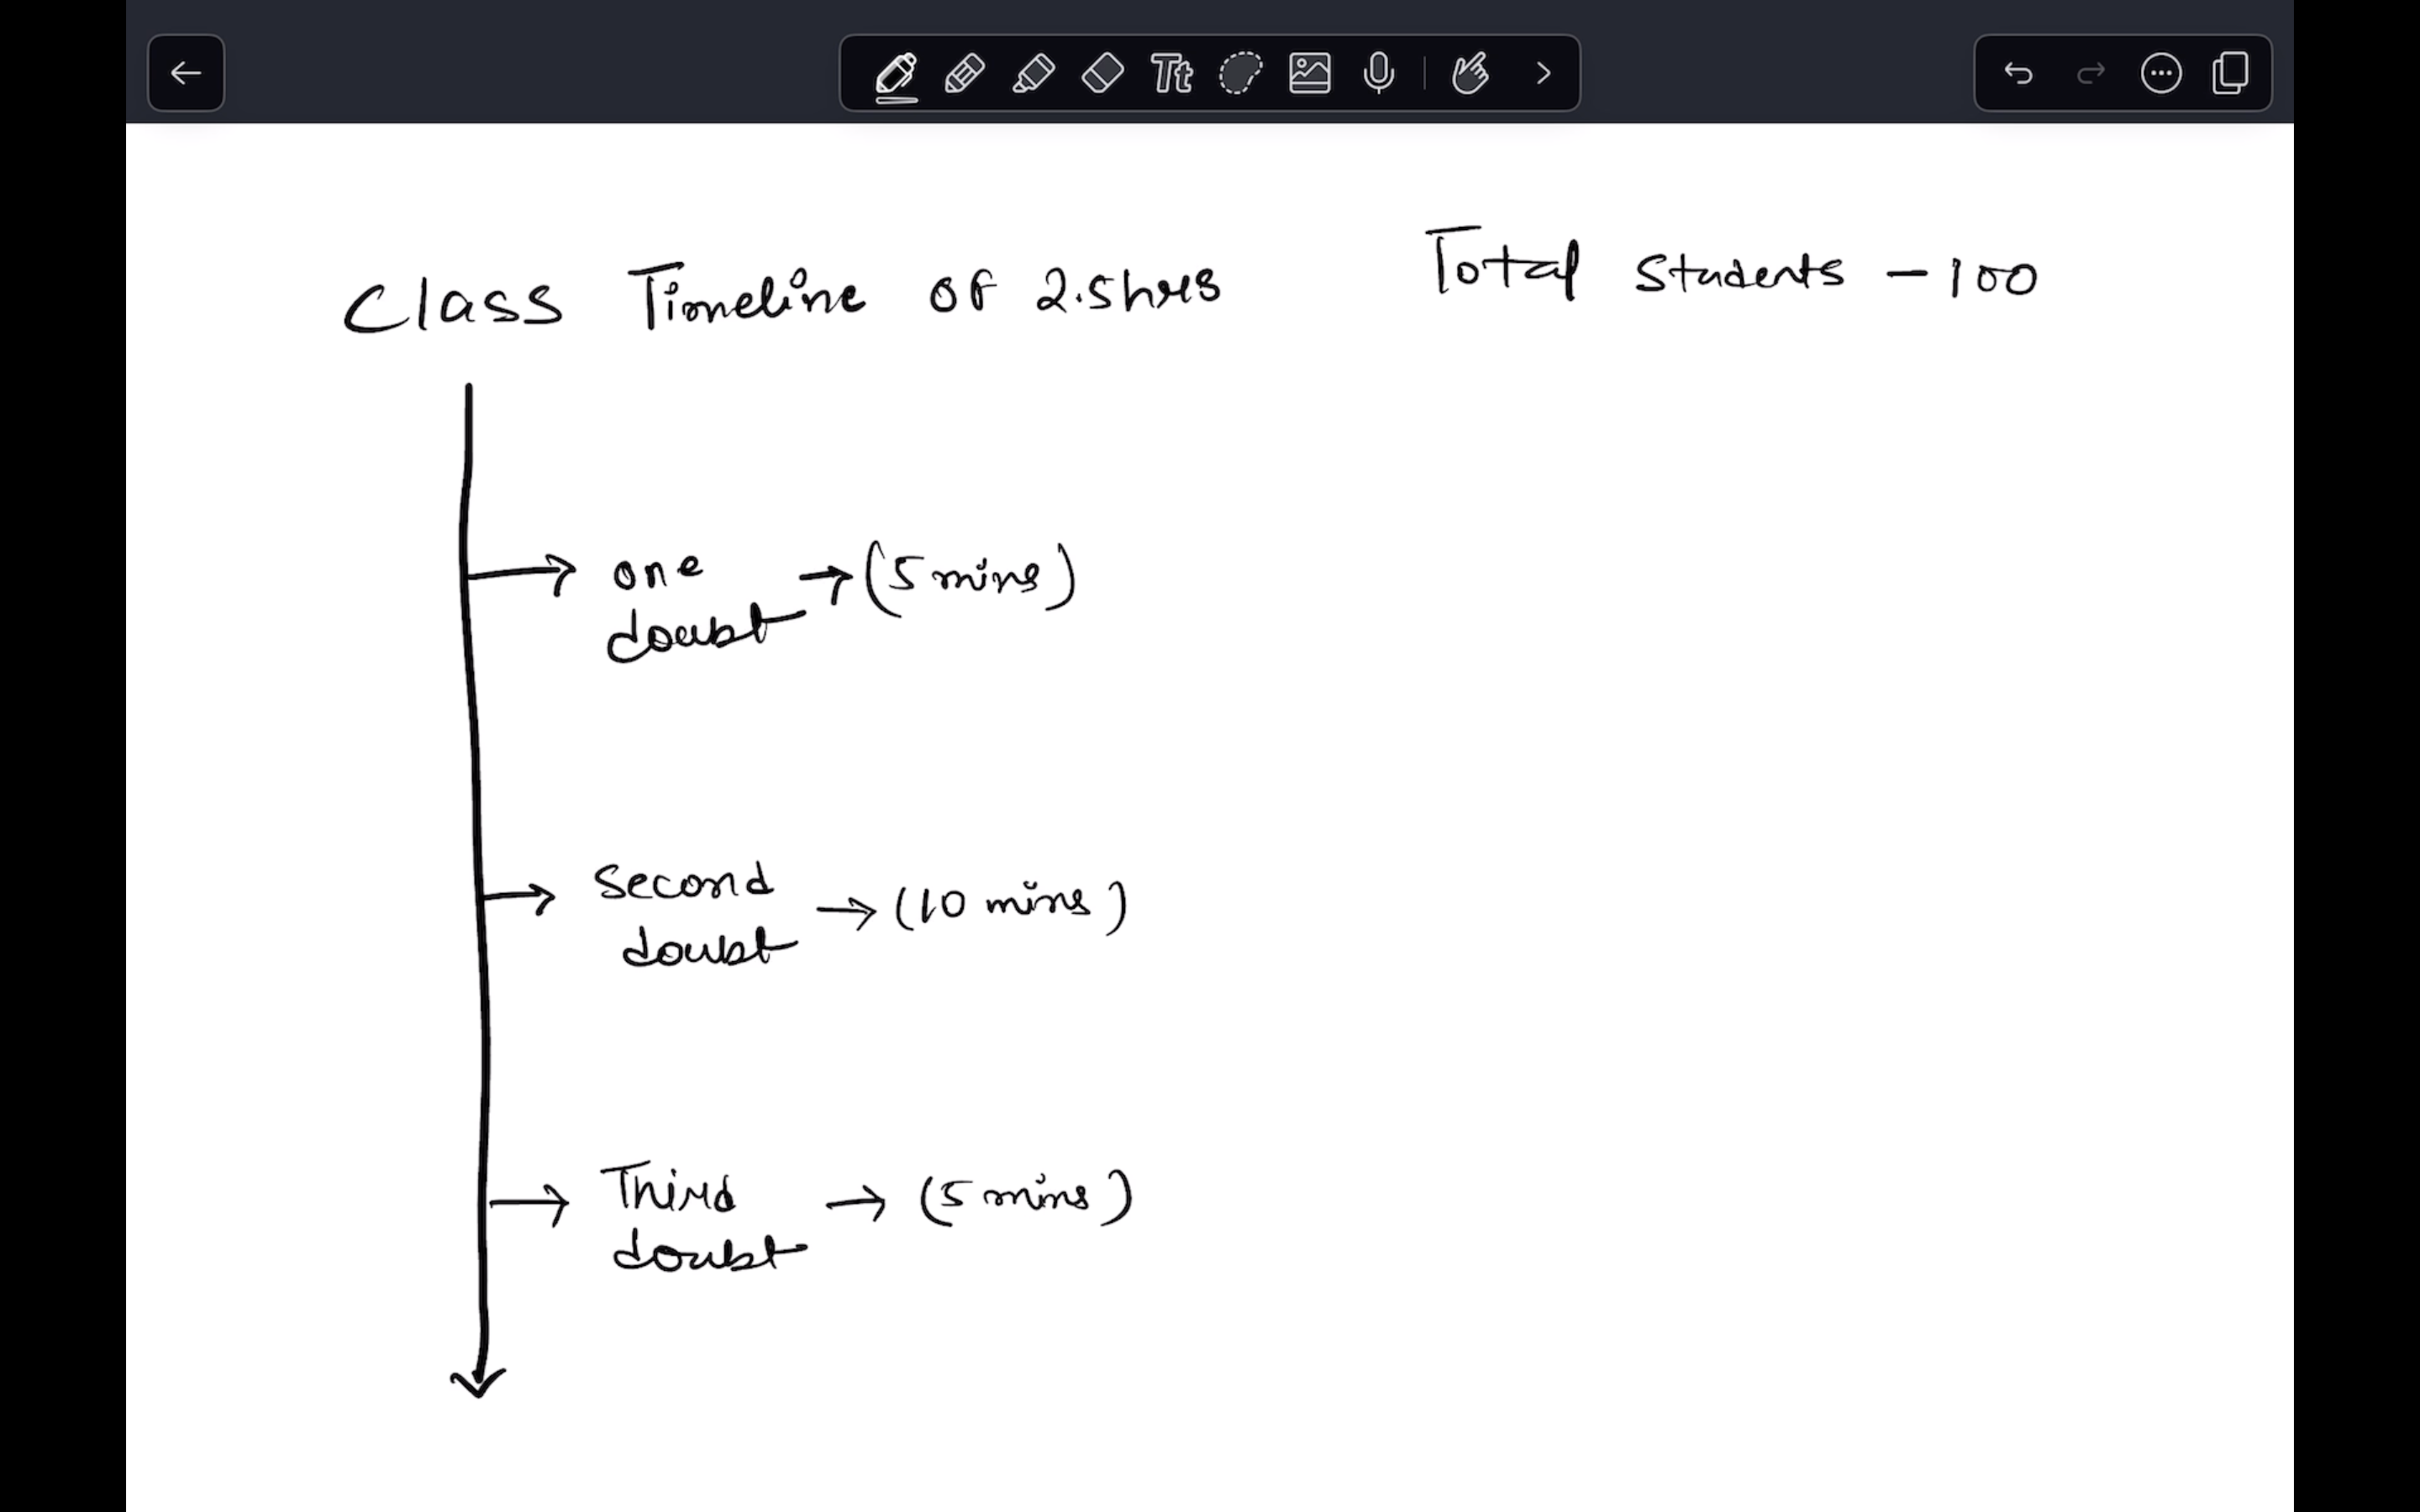 Class Timeline of 2.5hrs
Total Students - 100
one doubt → (5 mins)
Second doubt → (10 mins)
Third doubt → (5 mins)